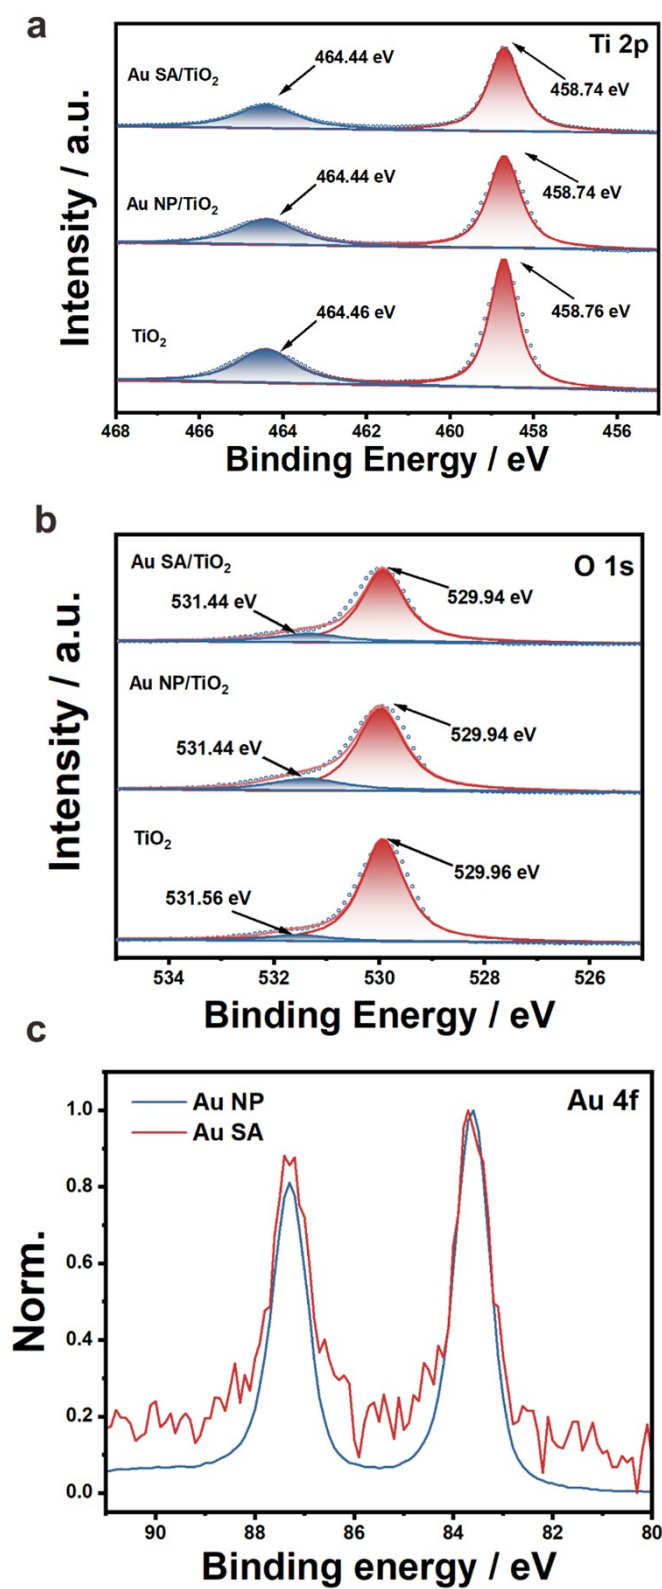 a
Ti 2p
Au SA/TiO₂
464.44 eV
458.74 eV
Au NP/TiO₂
464.44 eV
458.74 eV
TiO₂
464.46 eV
458.76 eV
Intensity / a.u.
468 466 464 462 460 458 456
Binding Energy / eV
b
O 1s
Au SA/TiO₂
531.44 eV
529.94 eV
Au NP/TiO₂
531.44 eV
529.94 eV
TiO₂
531.56 eV
529.96 eV
Intensity / a.u.
534 532 530 528 526
Binding Energy / eV
c
Au NP
Au SA
Au 4f
Norm.
1.0
0.8
0.6
0.4
0.2
0.0
90 88 86 84 82 80
Binding energy / eV